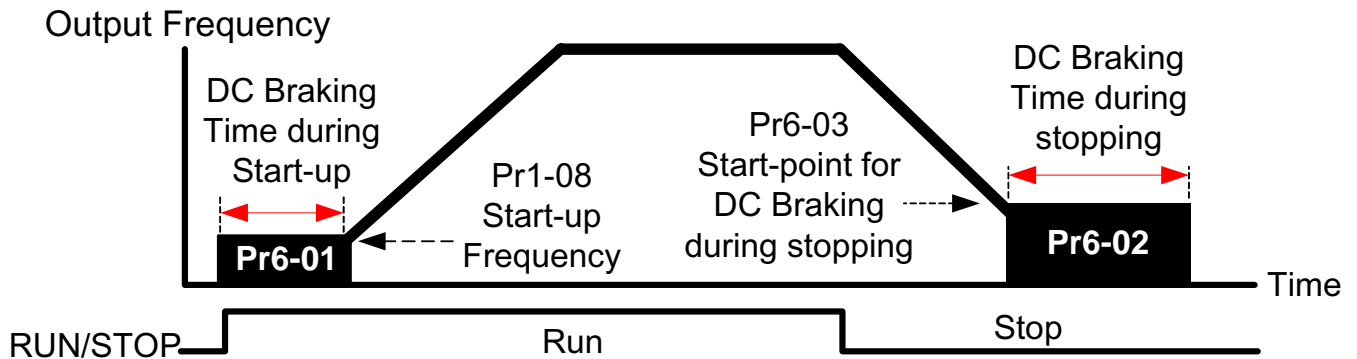 Output Frequency
DC Braking
Time during
Start-up
Pr6-01
Pr1-08
Start-up
Frequency
Pr6-03
Start-point for
DC Braking
during stopping
DC Braking
Time during
stopping
Pr6-02
Time
RUN/STOP
Run
Stop